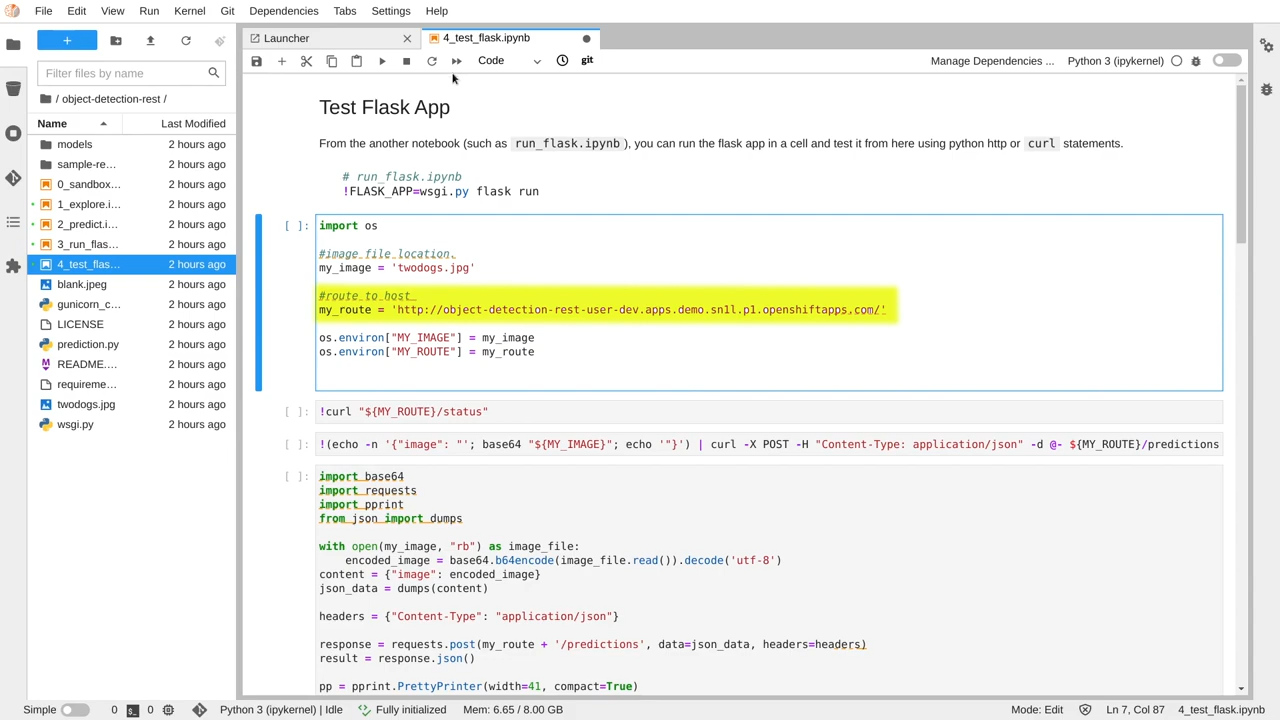 File Edit View Run Kernel Git Dependencies Tabs Settings Help
Launcher
4_test_flask.ipynb
Filter files by name
Code
git
Manage Dependencies ...
Python 3 (ipykernel)
/ object-detection-rest /
Name Last Modified
models 2 hours ago
sample-re... 2 hours ago
0_sandbox... 2 hours ago
1_explore.i... 2 hours ago
2_predict.i... 2 hours ago
3_run_flas... 2 hours ago
4_test_flas... 2 hours ago
blank.jpeg 2 hours ago
gunicorn_c... 2 hours ago
LICENSE 2 hours ago
prediction.py 2 hours ago
README.... 2 hours ago
requireme... 2 hours ago
twodogs.jpg 2 hours ago
wsgi.py 2 hours ago
Test Flask App
From the another notebook (such as run_flask.ipynb ), you can run the flask app in a cell and test it from here using python http or curl statements.
# run_flask.ipynb
!FLASK_APP=wsgi.py flask run
[ ]: import os
#image file location.
my_image = 'twodogs.jpg'
#route to host
my_route = 'http://object-detection-rest-user-dev.apps.demo.sn1l.p1.openshiftapps.com/'
os.environ["MY_IMAGE"] = my_image
os.environ["MY_ROUTE"] = my_route
[ ]: !curl "${MY_ROUTE}/status"
[ ]: !(echo -n '{"image": "'; base64 "${MY_IMAGE}"; echo '"}') | curl -X POST -H "Content-Type: application/json" -d @- ${MY_ROUTE}/predictions
[ ]: import base64
import requests
import pprint
from json import dumps
with open(my_image, "rb") as image_file:
encoded_image = base64.b64encode(image_file.read()).decode('utf-8')
content = {"image": encoded_image}
json_data = dumps(content)
headers = {"Content-Type": "application/json"}
response = requests.post(my_route + '/predictions', data=json_data, headers=headers)
result = response.json()
pp = pprint.PrettyPrinter(width=41, compact=True)
Simple 0 0 Python 3 (ipykernel) | Idle Fully initialized Mem: 6.65 / 8.00 GB Mode: Edit Ln 7, Col 87 4_test_flask.ipynb